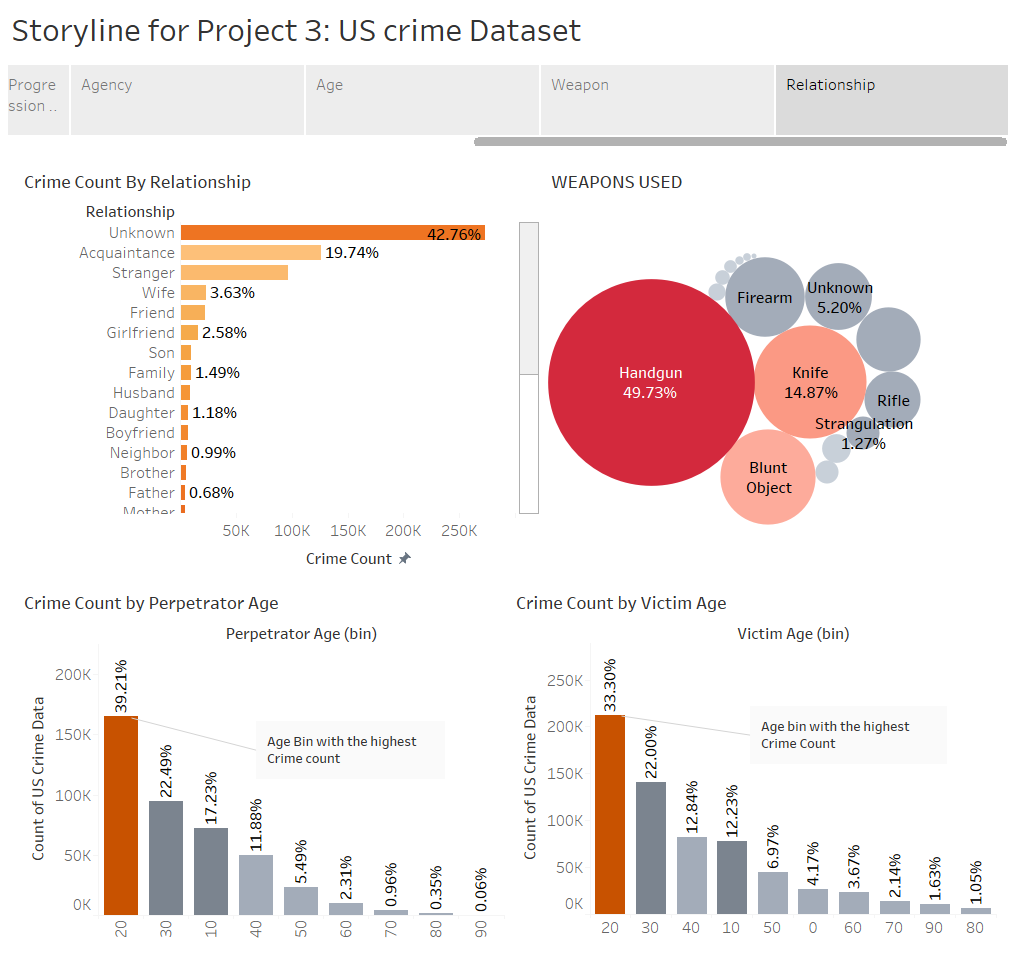 Storyline for Project 3: US crime Dataset
Progre
ssion ..
Agency
Age
Weapon
Relationship
Crime Count By Relationship
Relationship
Unknown 42.76%
Acquaintance 19.74%
Stranger
Wife 3.63%
Friend
Girlfriend 2.58%
Son
Family 1.49%
Husband
Daughter 1.18%
Boyfriend
Neighbor 0.99%
Brother
Father 0.68%
Mother
50K 100K 150K 200K 250K
Crime Count
WEAPONS USED
Firearm
Unknown
5.20%
Handgun
49.73%
Knife
14.87%
Rifle
Strangulation
1.27%
Blunt
Object
Crime Count by Perpetrator Age
Perpetrator Age (bin)
Count of US Crime Data
200K
150K
100K
50K
0K
39.21%
22.49%
17.23%
11.88%
5.49%
2.31%
0.96%
0.35%
0.06%
Age Bin with the highest
Crime count
20 30 10 40 50 60 70 80 90
Crime Count by Victim Age
Victim Age (bin)
Count of US Crime Data
250K
200K
150K
100K
50K
0K
33.30%
22.00%
12.84%
12.23%
6.97%
4.17%
3.67%
2.14%
1.63%
1.05%
Age bin with the highest
Crime Count
20 30 40 10 50 0 60 70 90 80